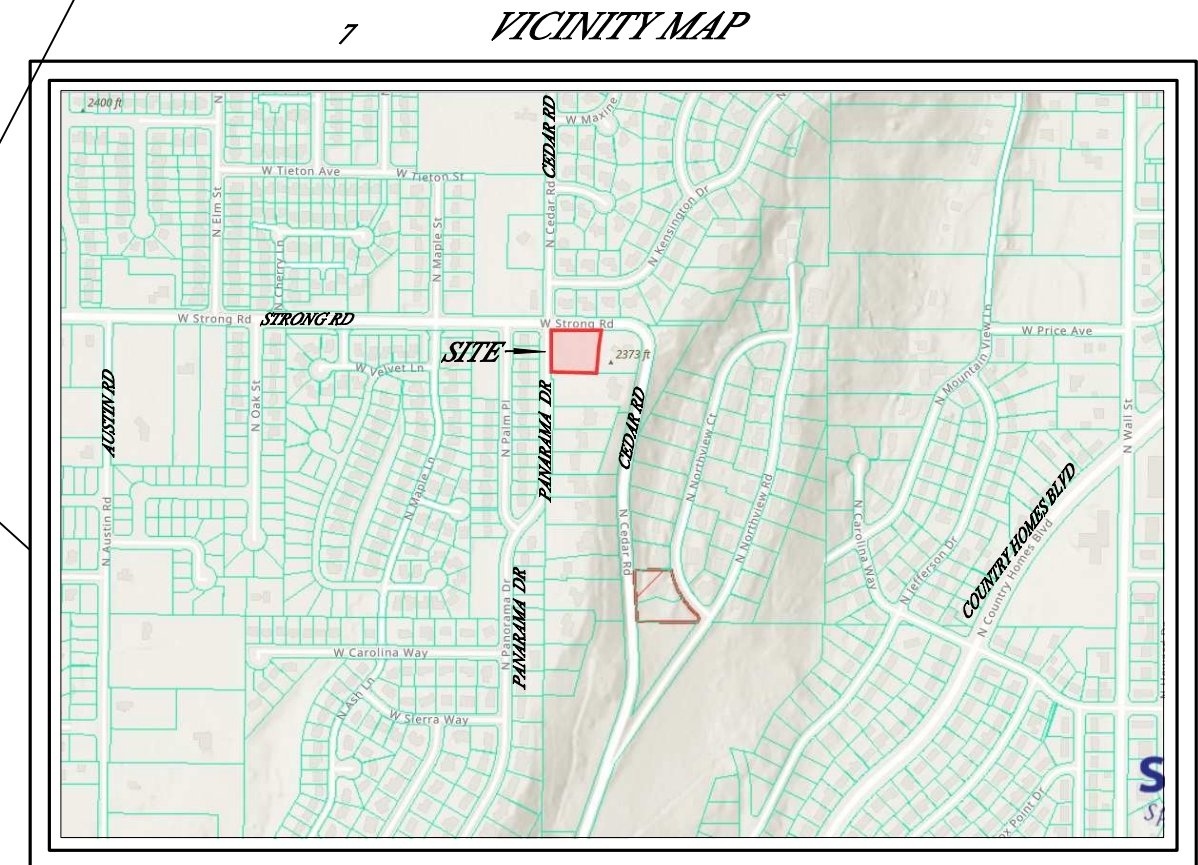 7
VICINITY MAP
2400 ft
CEDAR RD
W Maxine
W Tieton Ave
W Tieton St
N Elm St
N Maple St
N Cherry Ln
N Cedar Rd
N Kensington Dr
W Strong Rd
STRONG RD
W Strong Rd
SITE
2373 ft
W Price Ave
N Mountain View Ln
W Velvet Ln
AUSTIN RD
N Oak St
N Palm Pl
PANARAMA DR
CEDAR RD
N Northview Ct
N Wall St
N Maple Ln
N Northview Rd
N Austin Rd
N Cedar Rd
N Carolina Way
N Jefferson Dr
COUNTRY HOMES BLVD
N Country Homes Blvd
N Panorama Dr
PANARAMA DR
W Carolina Way
N Ash Ln
W Sierra Way
ox Point Dr
S
Sp